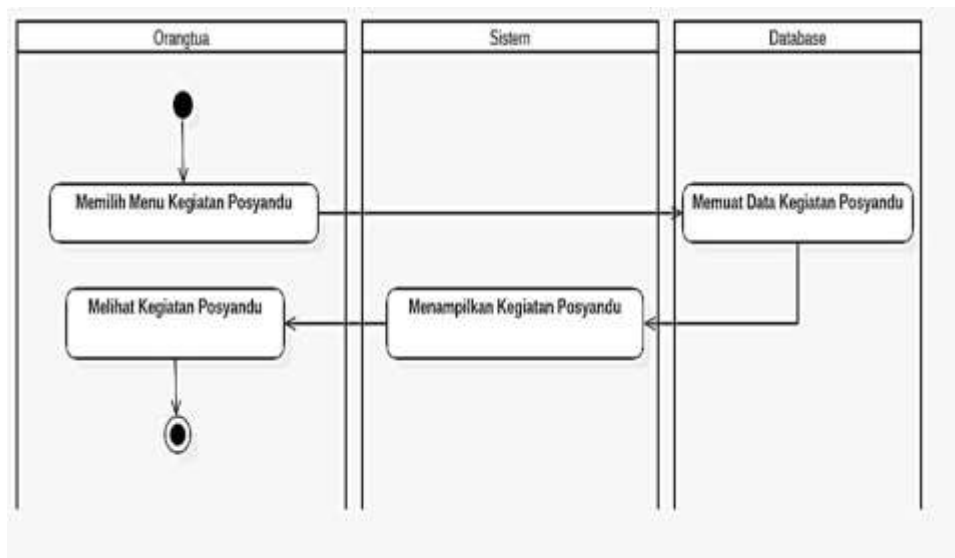 Orangtua
Sistem
Database
Memilih Menu Kegiatan Posyandu
Memuat Data Kegiatan Posyandu
Melihat Kegiatan Posyandu
Menampilkan Kegiatan Posyandu